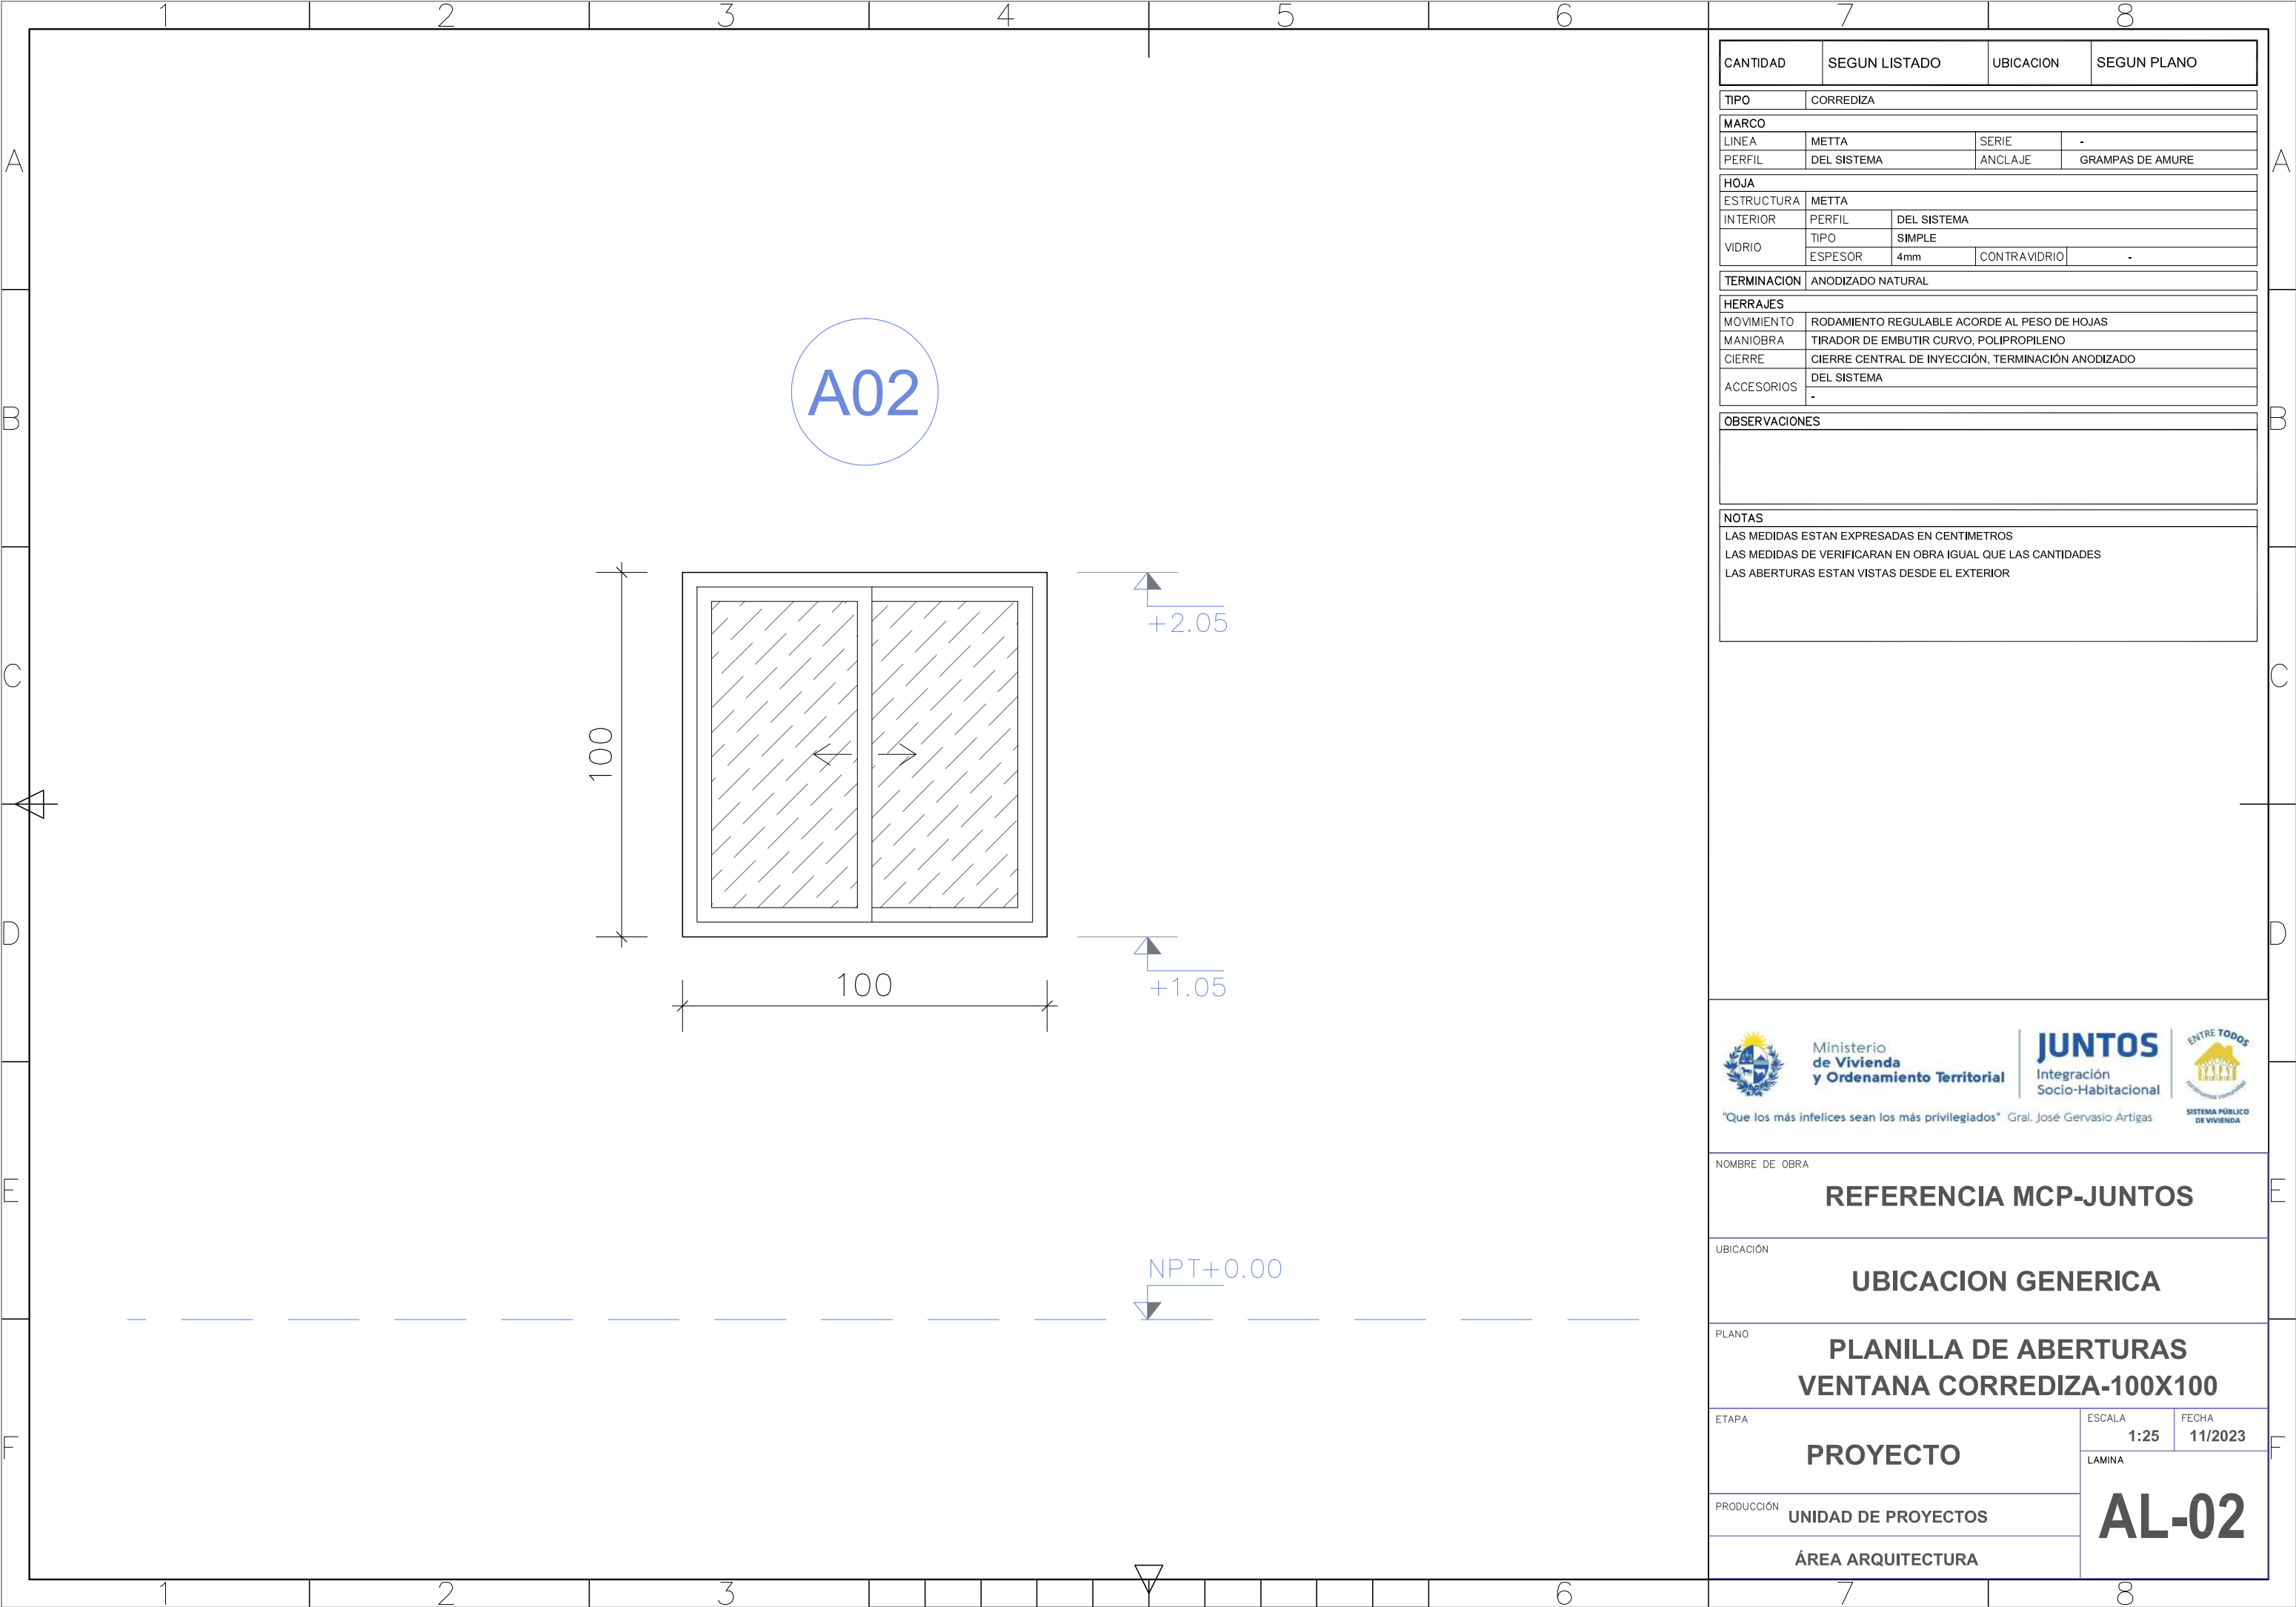 1 2 3 4 5 6 7 8
A A
B B
C C
D D
E E
F F
1 2 3 6 7 8
A02
100
100
+2.05
+1.05
NPT+0.00
CANTIDAD SEGUN LISTADO UBICACION SEGUN PLANO
TIPO CORREDIZA
MARCO
LINEA METTA SERIE -
PERFIL DEL SISTEMA ANCLAJE GRAMPAS DE AMURE
HOJA
ESTRUCTURA METTA
INTERIOR PERFIL DEL SISTEMA
VIDRIO TIPO SIMPLE
ESPESOR 4mm CONTRAVIDRIO -
TERMINACION ANODIZADO NATURAL
HERRAJES
MOVIMIENTO RODAMIENTO REGULABLE ACORDE AL PESO DE HOJAS
MANIOBRA TIRADOR DE EMBUTIR CURVO, POLIPROPILENO
CIERRE CIERRE CENTRAL DE INYECCIÓN, TERMINACIÓN ANODIZADO
ACCESORIOS DEL SISTEMA
-
OBSERVACIONES
NOTAS
LAS MEDIDAS ESTAN EXPRESADAS EN CENTIMETROS
LAS MEDIDAS DE VERIFICARAN EN OBRA IGUAL QUE LAS CANTIDADES
LAS ABERTURAS ESTAN VISTAS DESDE EL EXTERIOR
Ministerio
de Vivienda
y Ordenamiento Territorial
JUNTOS
Integración
Socio-Habitacional
ENTRE TODOS
construimos comunidad
SISTEMA PÚBLICO
DE VIVIENDA
"Que los más infelices sean los más privilegiados" Gral. José Gervasio Artigas
NOMBRE DE OBRA
REFERENCIA MCP-JUNTOS
UBICACIÓN
UBICACION GENERICA
PLANO
PLANILLA DE ABERTURAS
VENTANA CORREDIZA-100X100
ETAPA
PROYECTO
ESCALA
1:25
FECHA
11/2023
LAMINA
AL-02
PRODUCCIÓN
UNIDAD DE PROYECTOS
ÁREA ARQUITECTURA